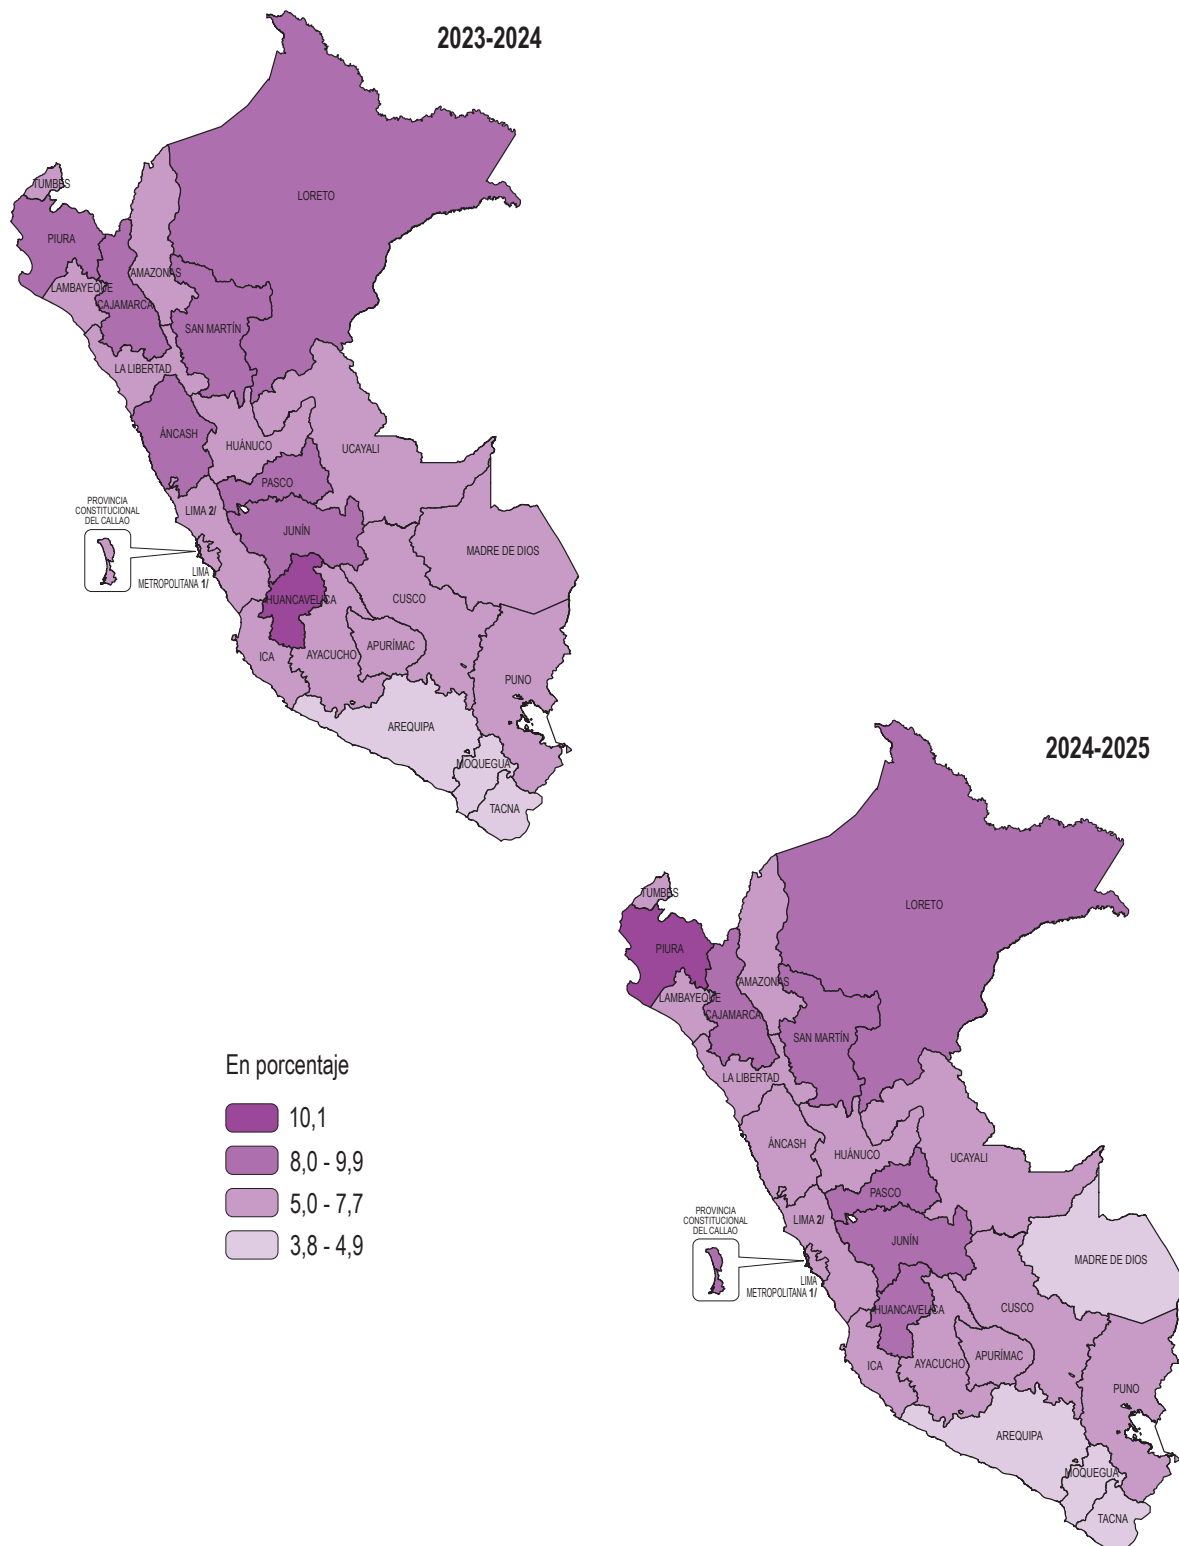 2023-2024
LORETO
TUMBES
PIURA
AMAZONAS
LAMBAYEQUE
CAJAMARCA
SAN MARTÍN
LA LIBERTAD
ÁNCASH
HUÁNUCO
UCAYALI
PASCO
PROVINCIA
CONSTITUCIONAL
DEL CALLAO
LIMA 2/
JUNÍN
MADRE DE DIOS
LIMA
METROPOLITANA 1/
HUANCAVELICA
CUSCO
APURÍMAC
ICA
AYACUCHO
PUNO
AREQUIPA
MOQUEGUA
TACNA
2024-2025
LORETO
TUMBES
PIURA
AMAZONAS
LAMBAYEQUE
CAJAMARCA
SAN MARTÍN
LA LIBERTAD
ÁNCASH
HUÁNUCO
UCAYALI
PASCO
PROVINCIA
CONSTITUCIONAL
DEL CALLAO
LIMA 2/
JUNÍN
MADRE DE DIOS
LIMA
METROPOLITANA 1/
HUANCAVELICA
CUSCO
APURÍMAC
ICA
AYACUCHO
PUNO
AREQUIPA
MOQUEGUA
TACNA
En porcentaje
10,1
8,0 - 9,9
5,0 - 7,7
3,8 - 4,9